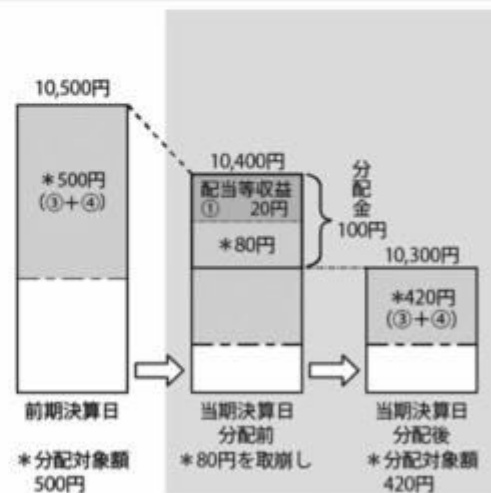 10,500円
*500円
(③+④)
前期決算日
*分配対象額
500円
10,400円
配当等収益
① 20円
*80円
分配金
100円
当期決算日
分配前
*80円を取崩し
10,300円
*420円
(③+④)
当期決算日
分配後
*分配対象額
420円